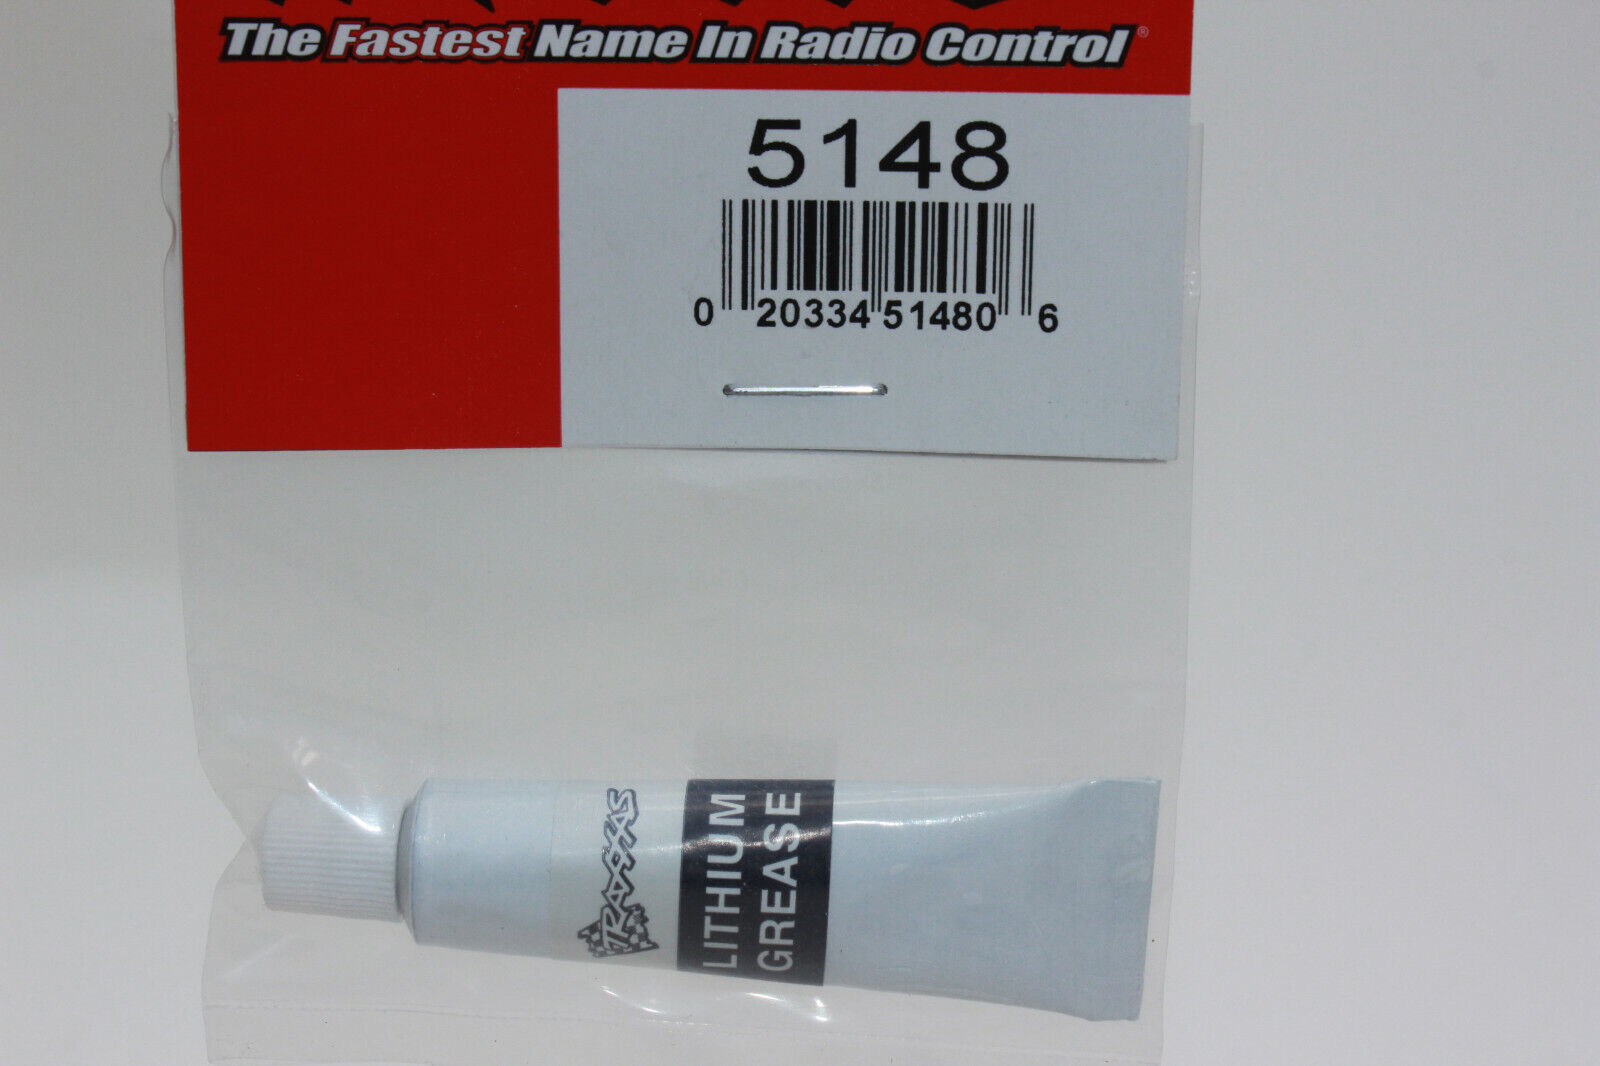 The Fastest Name In Radio Control®
5148
0 20334 51480 6
TRAXXAS
LITHIUM
GREASE